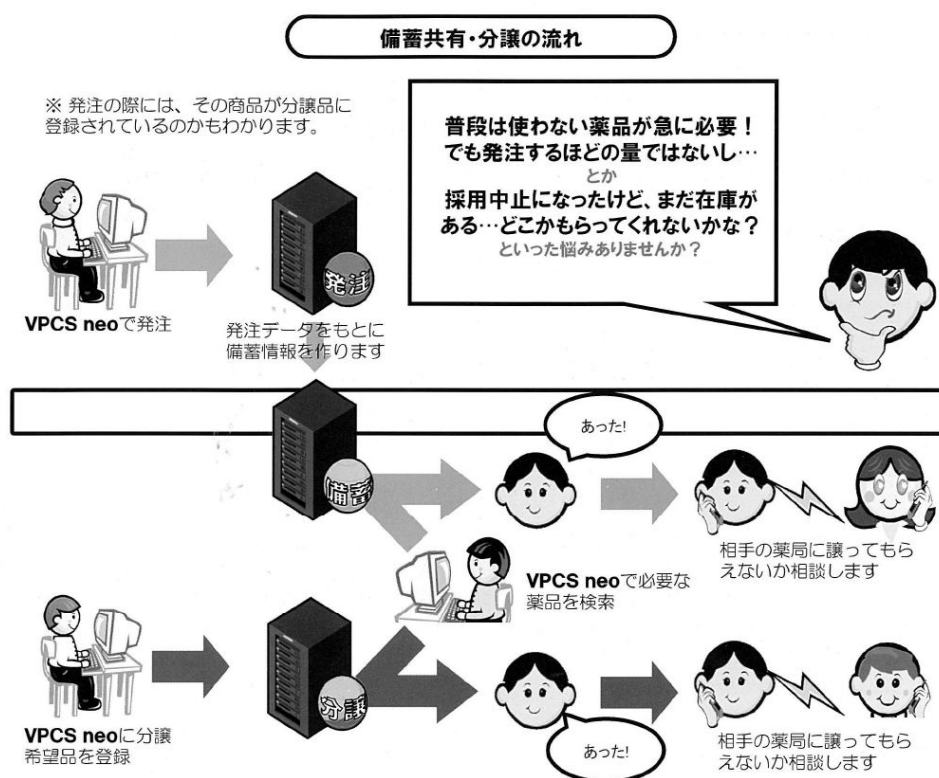 備蓄共有・分譲の流れ
※ 発注の際には、その商品が分譲品に
登録されているのかもわかります。
普段は使わない薬品が急に必要！
でも発注するほどの量ではないし…
とか
採用中止になったけど、まだ在庫が
ある…どこかもらってくれないかな？
といった悩みありませんか？
発注
VPCS neoで発注
発注データをもとに
備蓄情報を作ります
あった!
備蓄
相手の薬局に譲ってもら
えないか相談します
VPCS neoで必要な
薬品を検索
分譲
VPCS neoに分譲
希望品を登録
あった!
相手の薬局に譲ってもら
えないか相談します